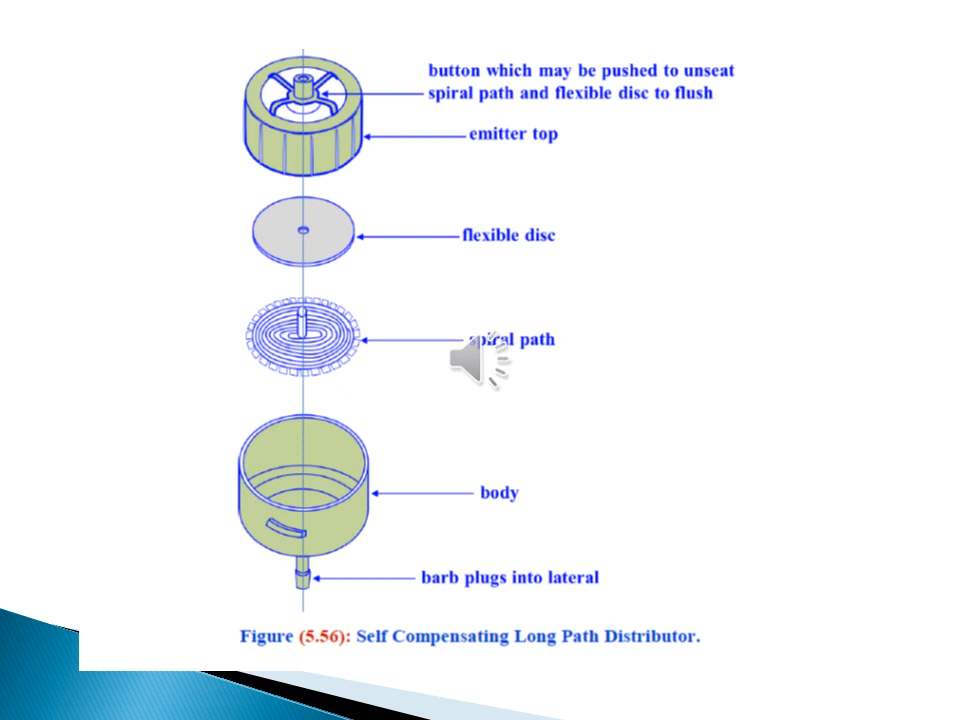 button which may be pushed to unseat
spiral path and flexible disc to flush
emitter top
flexible disc
spiral path
body
barb plugs into lateral
Figure (5.56): Self Compensating Long Path Distributor.